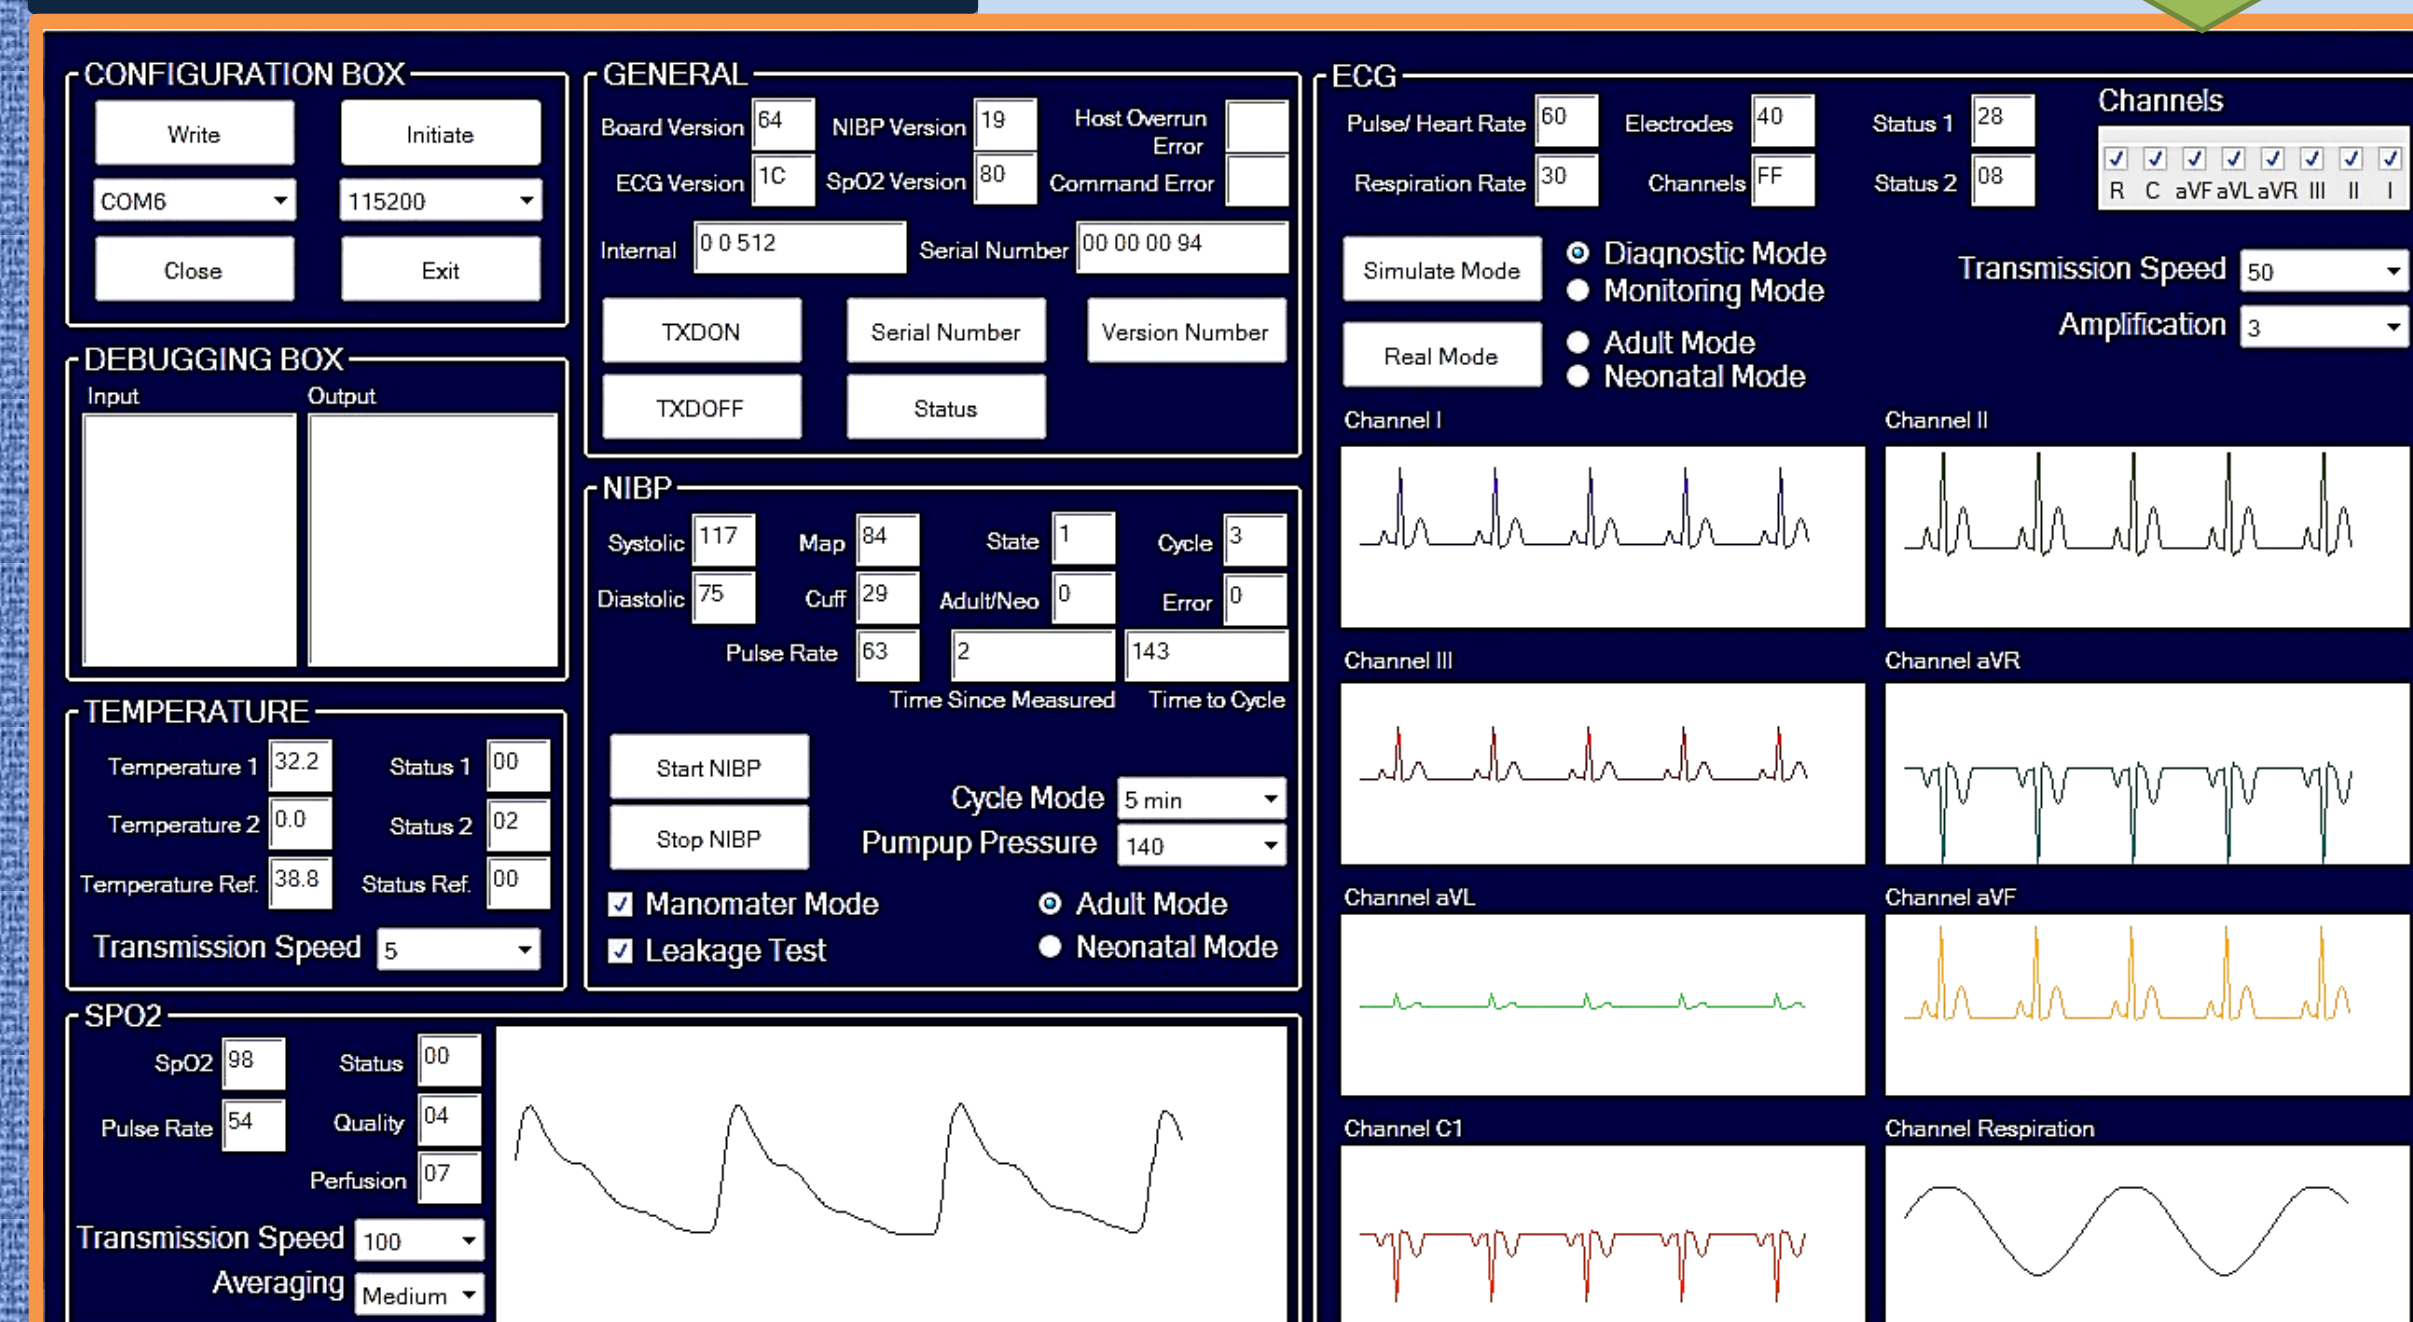 CONFIGURATION BOX
Write
Initiate
COM6
115200
Close
Exit
DEBUGGING BOX
Input
Output
TEMPERATURE
Temperature 1 32.2
Status 1 00
Temperature 2 0.0
Status 2 02
Temperature Ref. 38.8
Status Ref. 00
Transmission Speed 5
GENERAL
Board Version 64
NIBP Version 19
Host Overrun
Error
ECG Version 1C
SpO2 Version 80
Command Error
Internal 0 0 512
Serial Number 00 00 00 94
TXDON
Serial Number
Version Number
TXDOFF
Status
NIBP
Systolic 117
Map 84
State 1
Cycle 3
Diastolic 75
Cuff 29
Adult/Neo 0
Error 0
Pulse Rate 63
2
143
Time Since Measured
Time to Cycle
Start NIBP
Stop NIBP
Cycle Mode 5 min
Pumpup Pressure 140
Manomater Mode
Adult Mode
Leakage Test
Neonatal Mode
SPO2
SpO2 98
Status 00
Pulse Rate 54
Quality 04
Perfusion 07
Transmission Speed 100
Averaging Medium
ECG
Pulse/ Heart Rate 60
Electrodes 40
Status 1 28
Respiration Rate 30
Channels FF
Status 2 08
Channels
R C aVF aVL aVR III II I
Simulate Mode
Diagnostic Mode
Monitoring Mode
Transmission Speed 50
Amplification 3
Real Mode
Adult Mode
Neonatal Mode
Channel I
Channel II
Channel III
Channel aVR
Channel aVL
Channel aVF
Channel C1
Channel Respiration